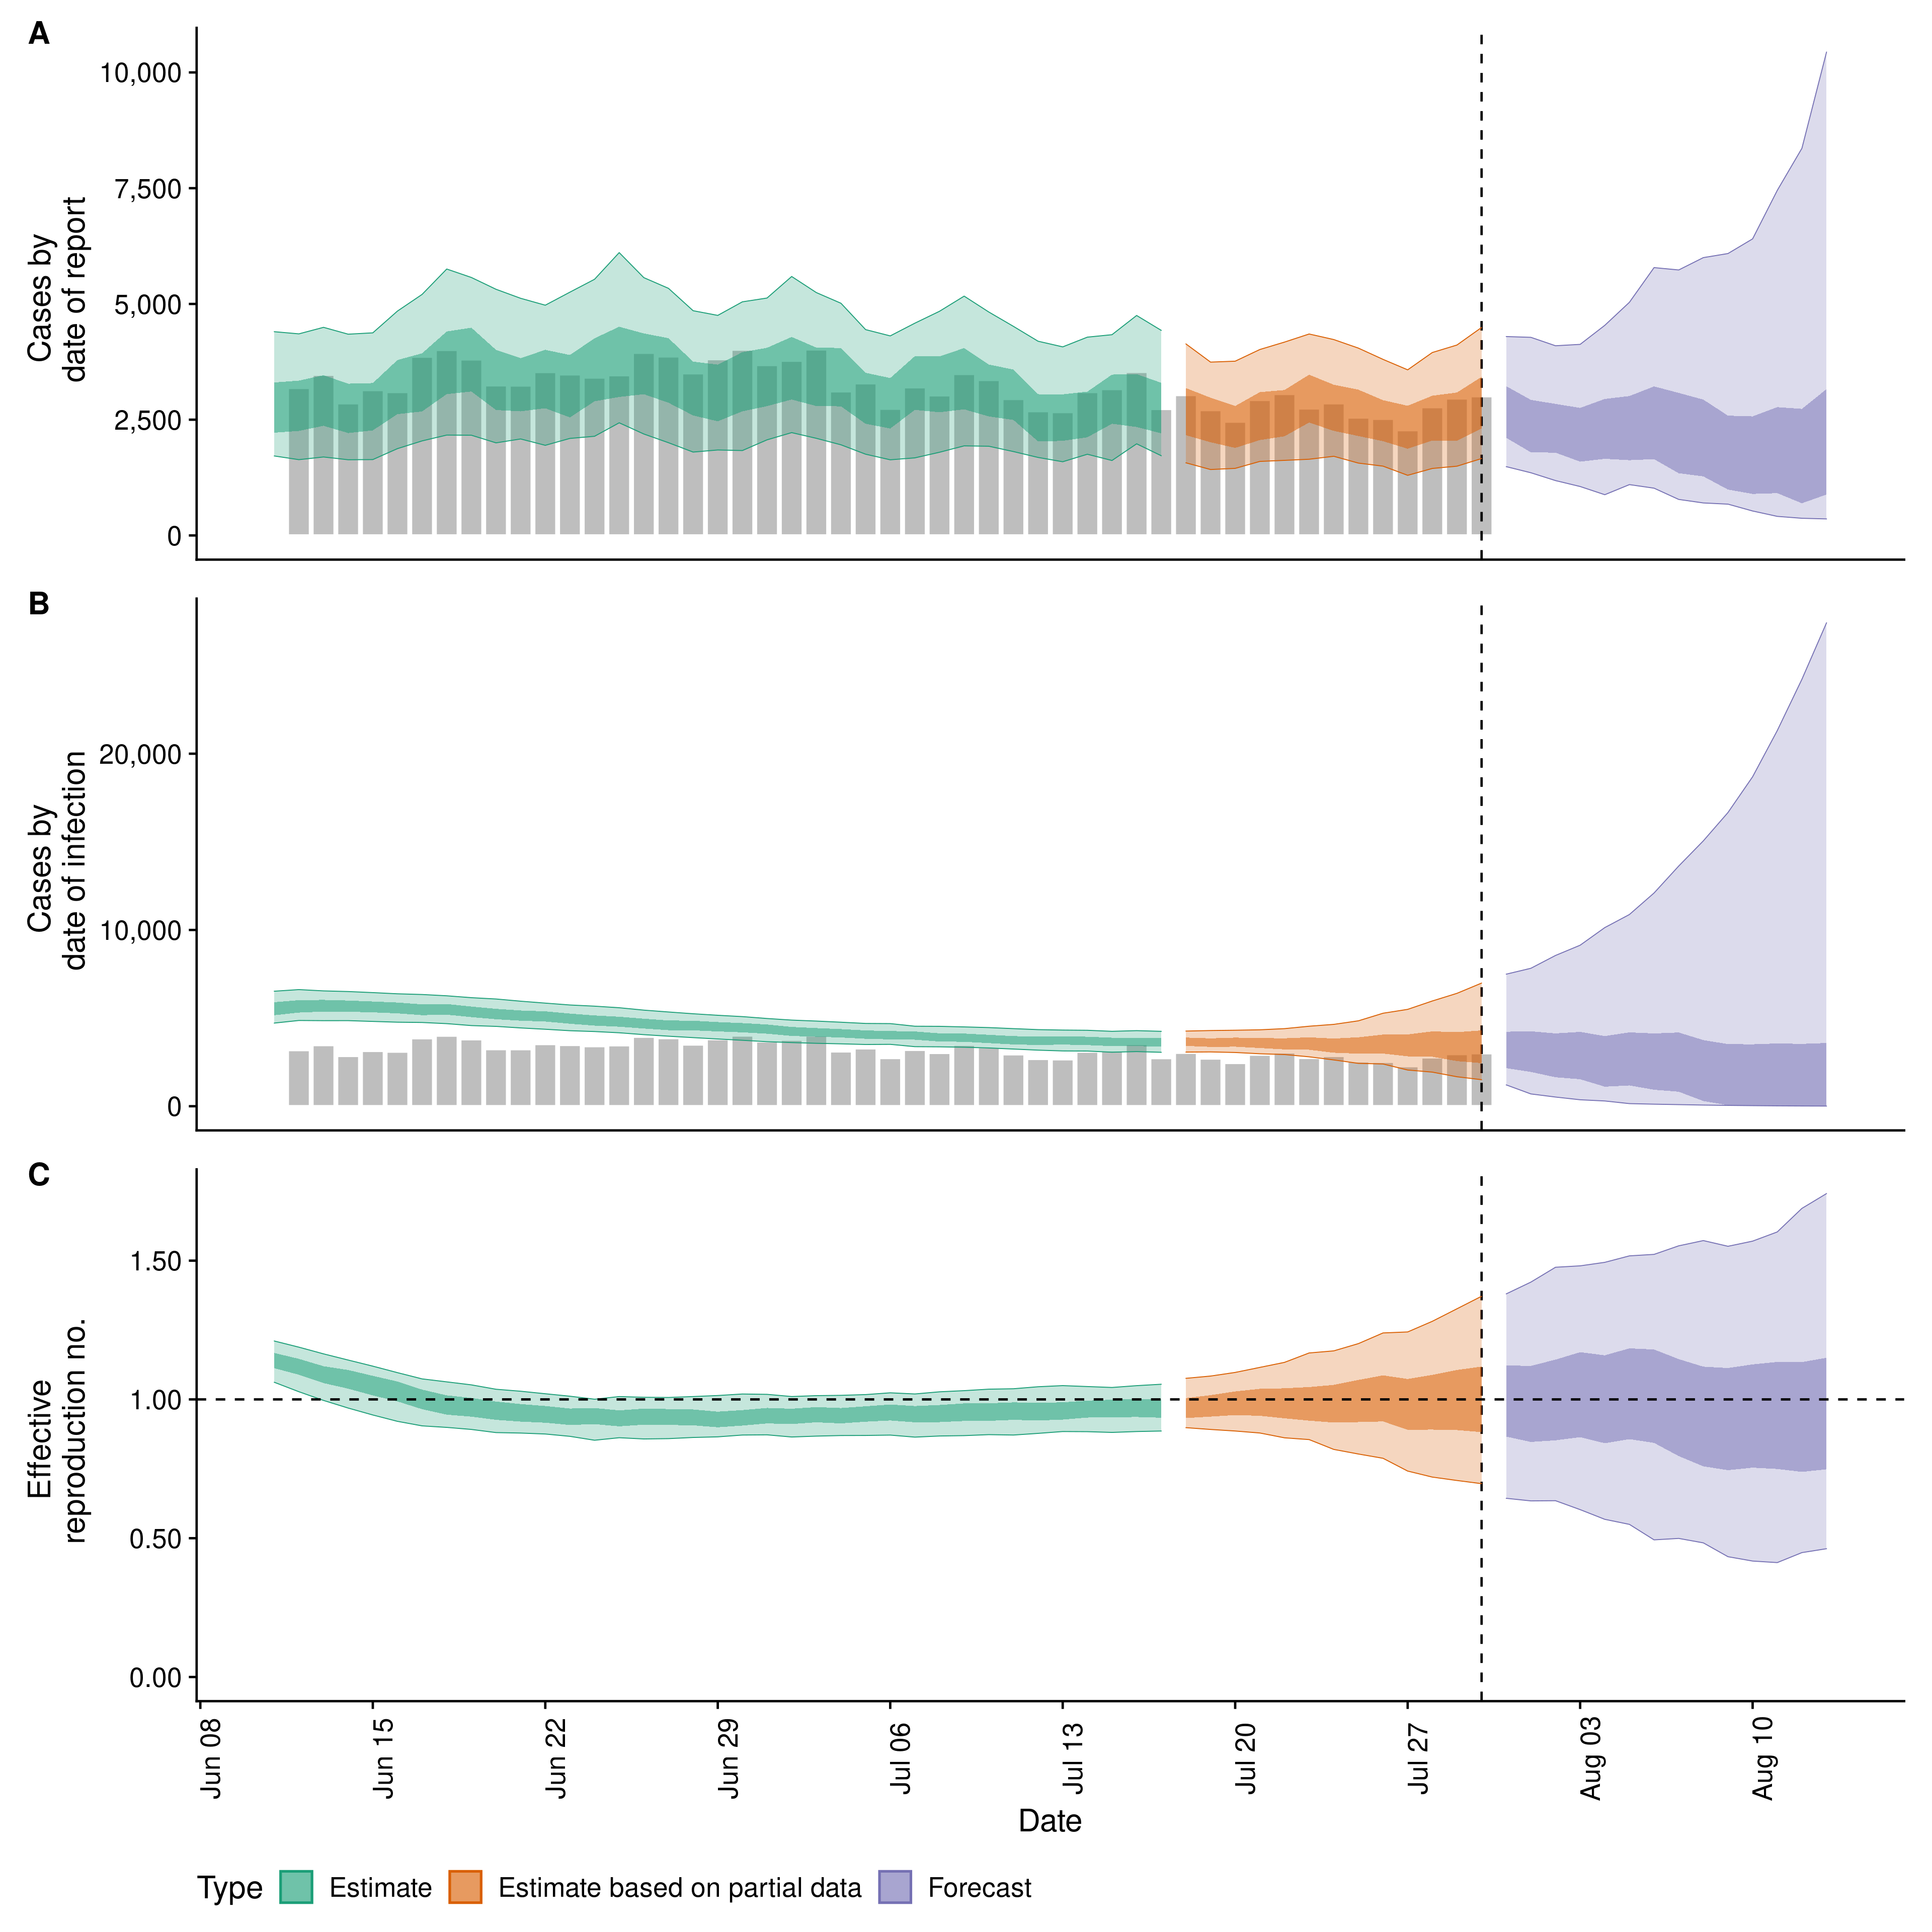 A
Cases by
date of report
10,000
7,500
5,000
2,500
0
B
Cases by
date of infection
20,000
10,000
0
C
Effective
reproduction no.
1.50
1.00
0.50
0.00
Jun 08
Jun 15
Jun 22
Jun 29
Jul 06
Jul 13
Jul 20
Jul 27
Aug 03
Aug 10
Date
Type Estimate Estimate based on partial data Forecast